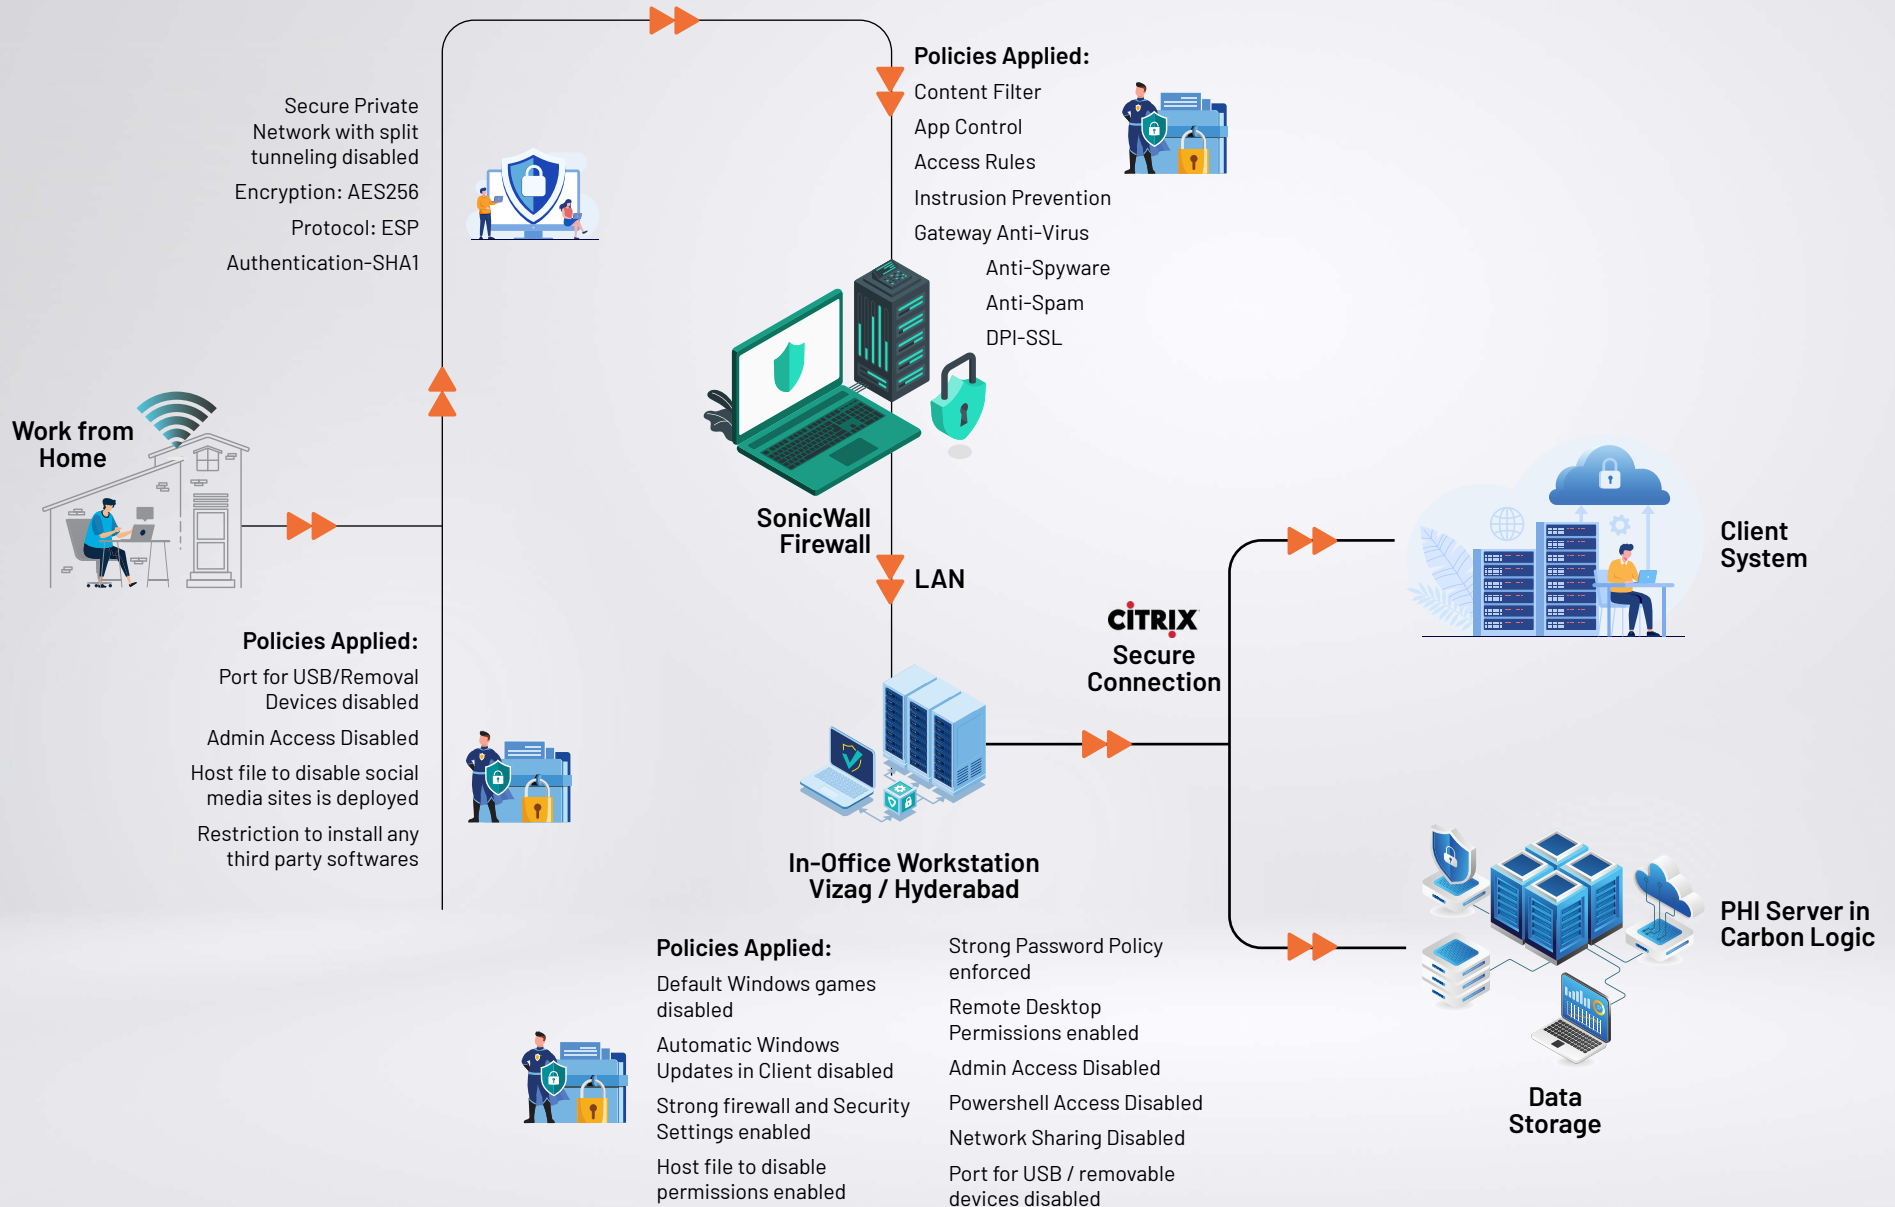 Secure Private
Network with split
tunneling disabled
Encryption: AES256
Protocol: ESP
Authentication-SHA1
Policies Applied:
Content Filter
App Control
Access Rules
Instrusion Prevention
Gateway Anti-Virus
Anti-Spyware
Anti-Spam
DPI-SSL
Work from
Home
SonicWall
Firewall
LAN
Policies Applied:
Port for USB/Removal
Devices disabled
Admin Access Disabled
Host file to disable social
media sites is deployed
Restriction to install any
third party softwares
CİTRIX
Secure
Connection
Client
System
In-Office Workstation
Vizag / Hyderabad
PHI Server in
Carbon Logic
Data
Storage
Policies Applied:
Default Windows games
disabled
Automatic Windows
Updates in Client disabled
Strong firewall and Security
Settings enabled
Host file to disable
permissions enabled
Strong Password Policy
enforced
Remote Desktop
Permissions enabled
Admin Access Disabled
Powershell Access Disabled
Network Sharing Disabled
Port for USB / removable
devices disabled